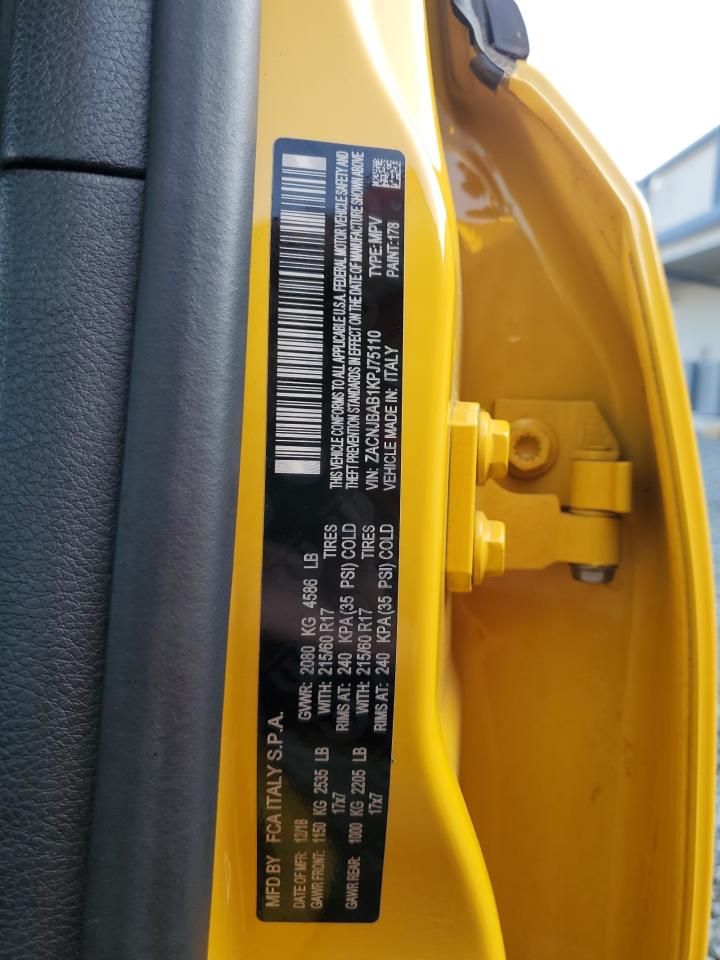 MFD BY FCA ITALY S.P.A.
DATE OF MFR: 12/18 GVWR: 2080 KG 4586 LB
GAWR FRONT: 1150 KG 2535 LB WITH: 215/60 R17 TIRES
17x7 RIMS AT: 240 KPA(35 PSI) COLD
GAWR REAR: 1000 KG 2205 LB WITH: 215/60 R17 TIRES
17x7 RIMS AT: 240 KPA(35 PSI) COLD
THIS VEHICLE CONFORMS TO ALL APPLICABLE U.S.A. FEDERAL MOTOR VEHICLE SAFETY AND
THEFT PREVENTION STANDARDS IN EFFECT ON THE DATE OF MANUFACTURE SHOWN ABOVE
VIN: ZACNJBAB1KPJ75110 TYPE: MPV
VEHICLE MADE IN: ITALY PAINT: 178